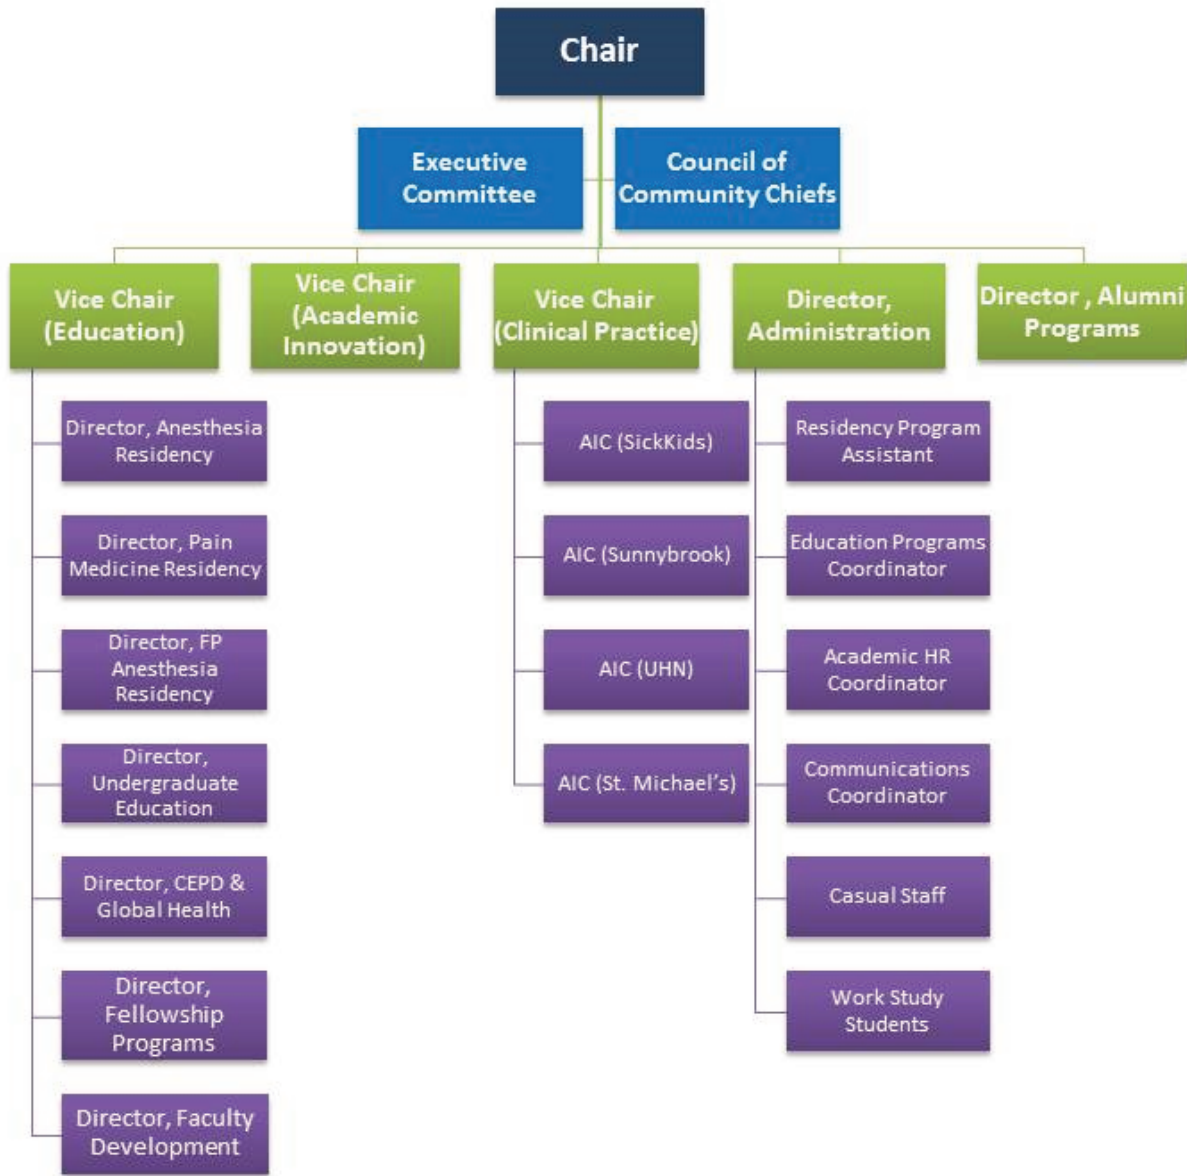 Chair
Executive
Committee
Council of
Community Chiefs
Vice Chair
(Education)
Vice Chair
(Academic
Innovation)
Vice Chair
(Clinical Practice)
Director,
Administration
Director , Alumni
Programs
Director, Anesthesia
Residency
Director, Pain
Medicine Residency
Director, FP
Anesthesia
Residency
Director,
Undergraduate
Education
Director, CEPD &
Global Health
Director,
Fellowship
Programs
Director, Faculty
Development
AIC (SickKids)
AIC (Sunnybrook)
AIC (UHN)
AIC (St. Michael's)
Residency Program
Assistant
Education Programs
Coordinator
Academic HR
Coordinator
Communications
Coordinator
Casual Staff
Work Study
Students